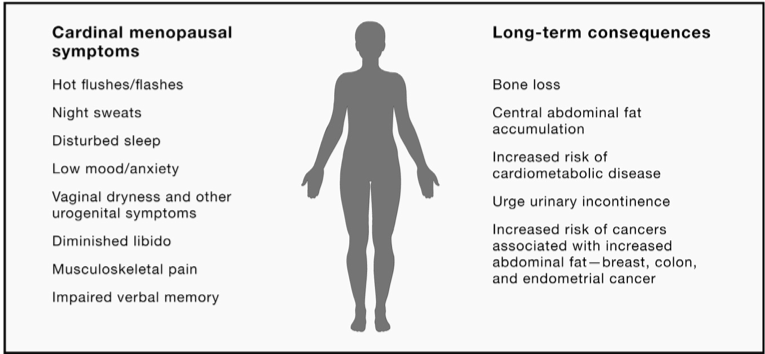 Cardinal menopausal
symptoms
Hot flushes/flashes
Night sweats
Disturbed sleep
Low mood/anxiety
Vaginal dryness and other
urogenital symptoms
Diminished libido
Musculoskeletal pain
Impaired verbal memory
Long-term consequences
Bone loss
Central abdominal fat
accumulation
Increased risk of
cardiometabolic disease
Urge urinary incontinence
Increased risk of cancers
associated with increased
abdominal fat—breast, colon,
and endometrial cancer